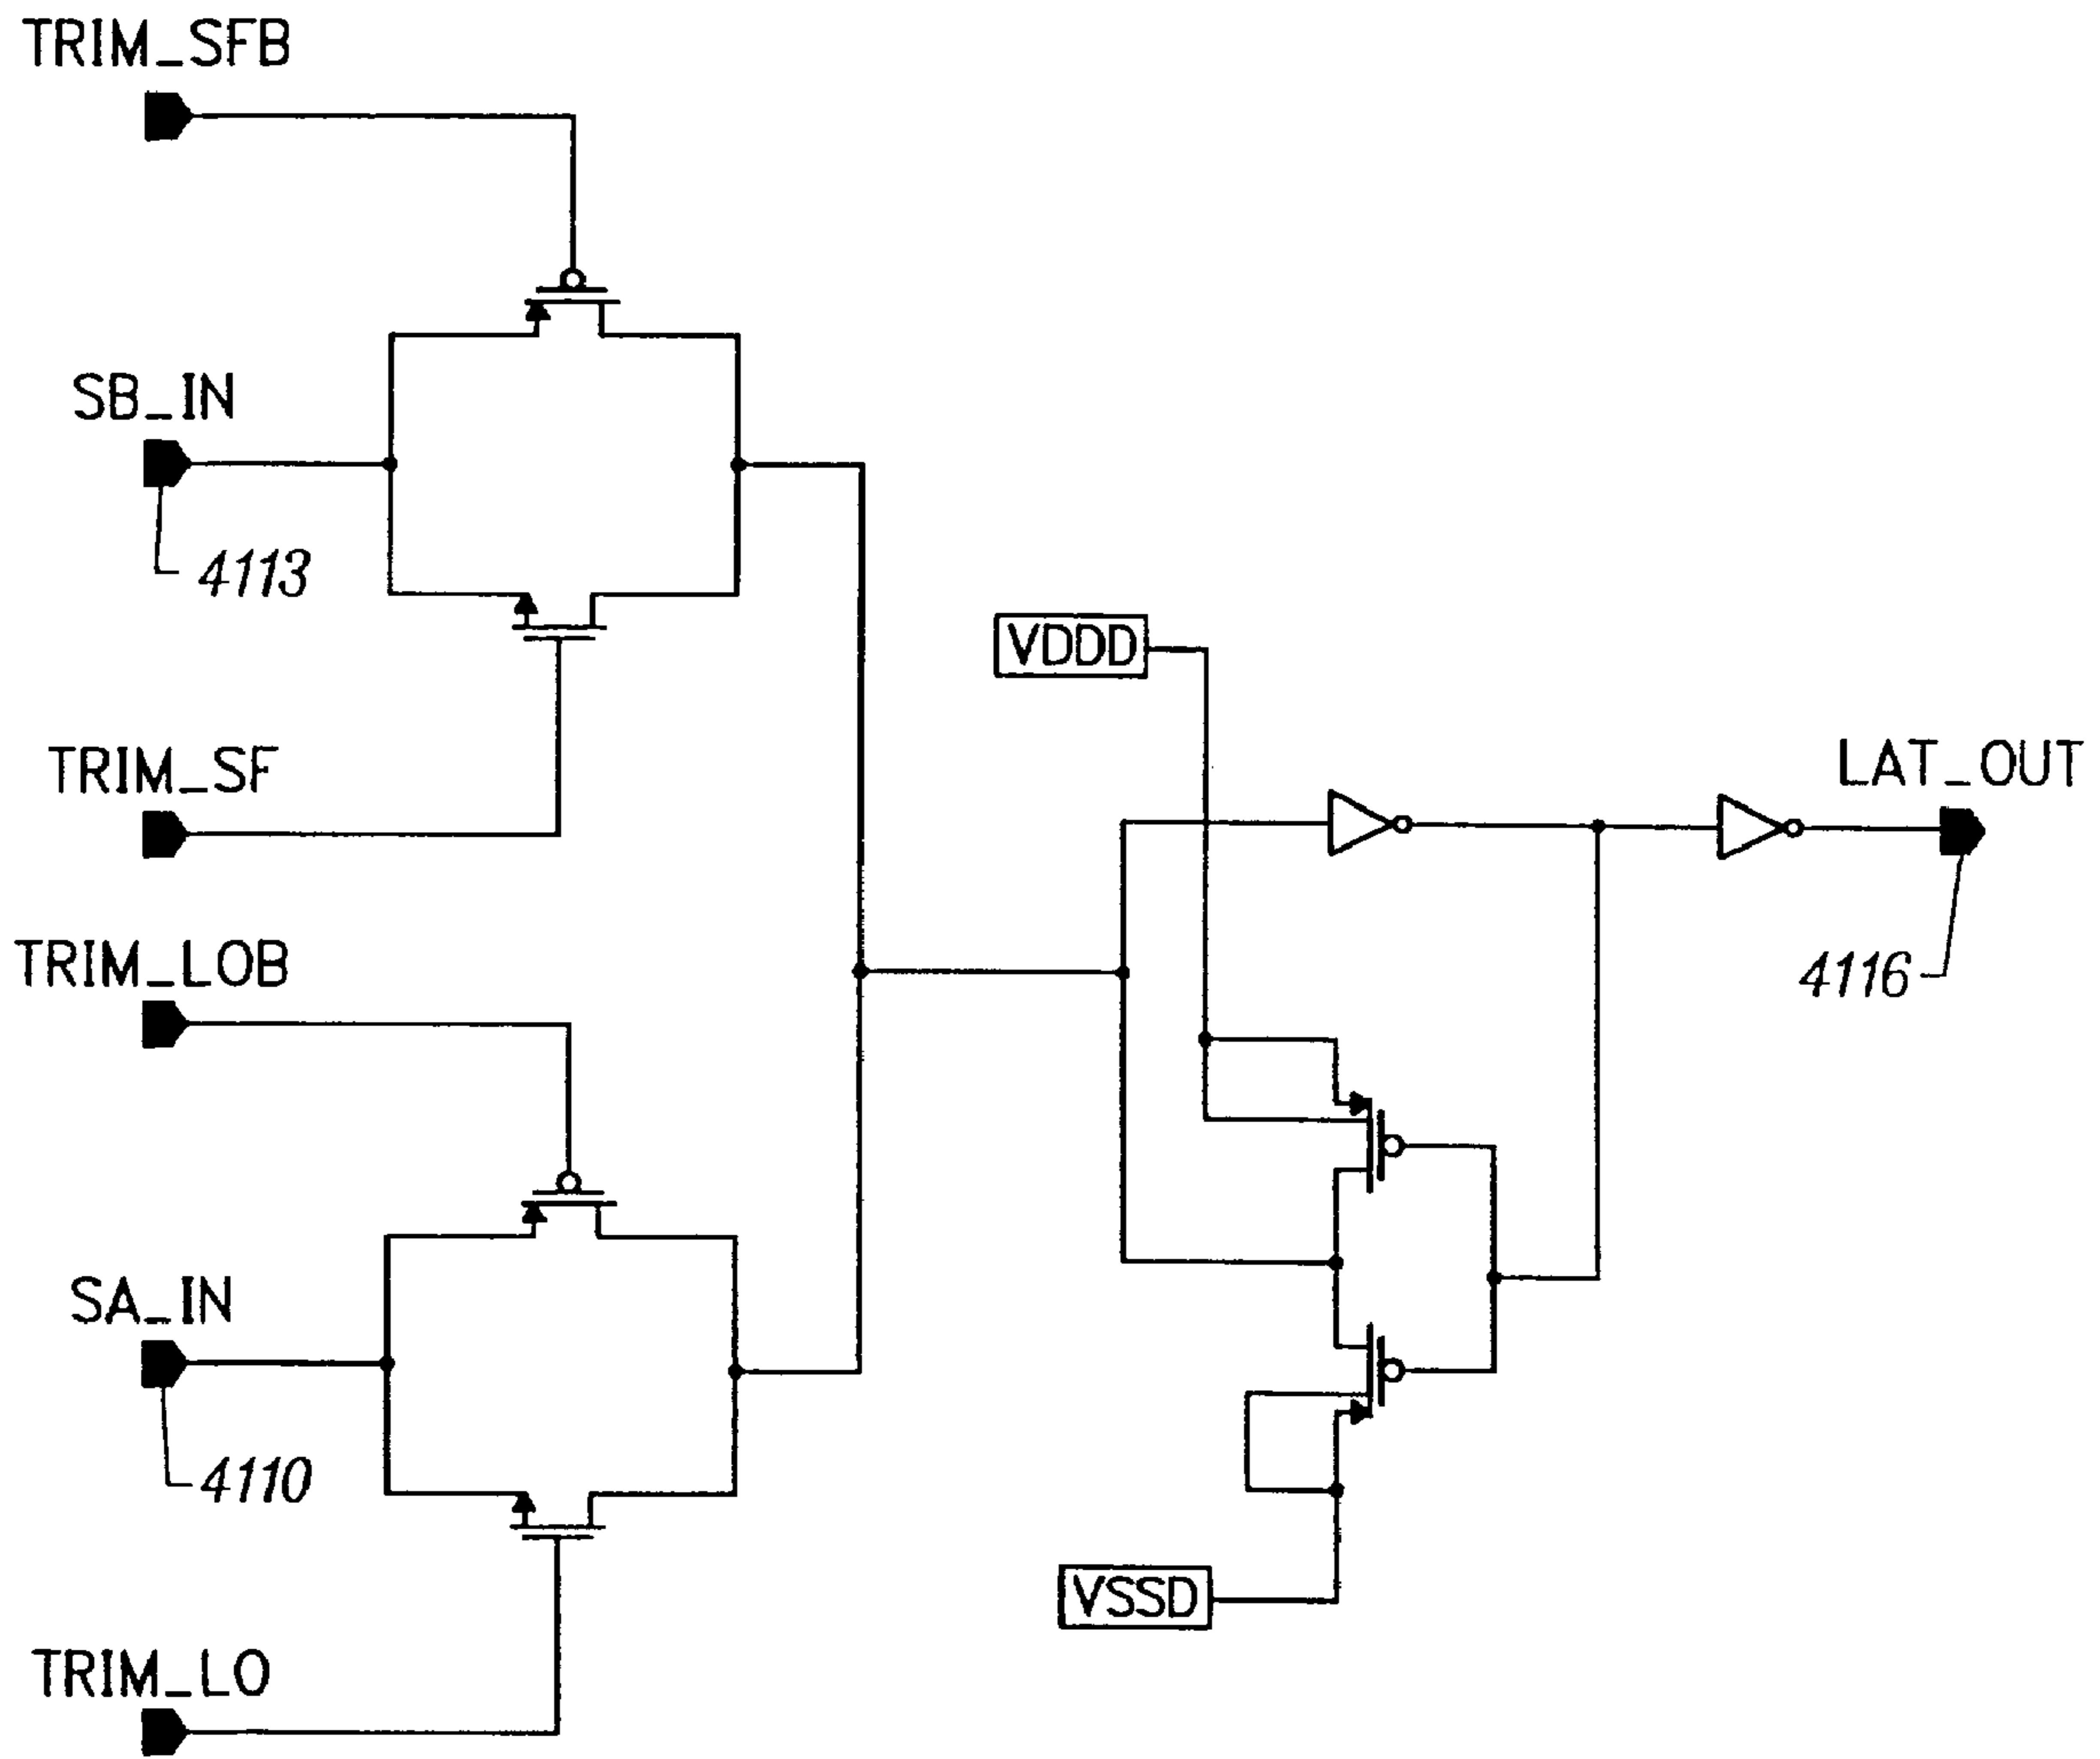 TRIM_SFB
SB_IN
4113
TRIM_SF
VDDD
LAT_OUT
4116
TRIM_LOB
SA_IN
4110
VSSD
TRIM_LO